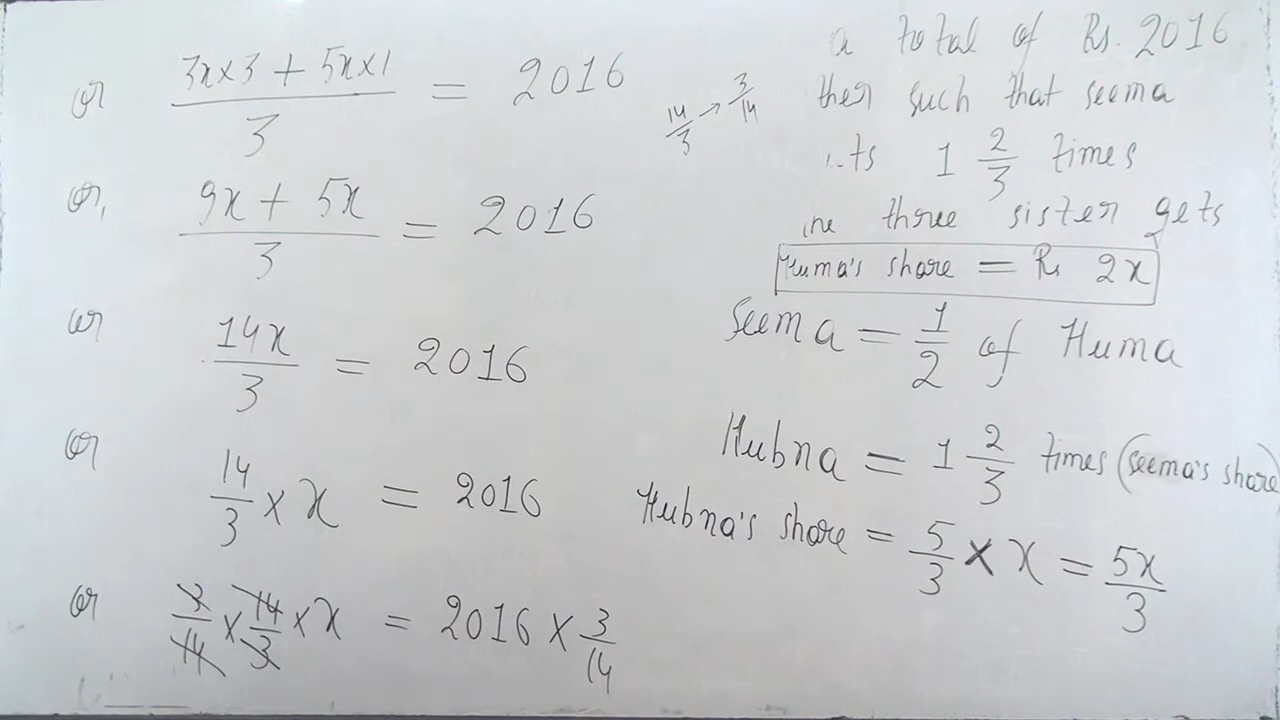 or (3x×3 + 5x×1)/3 = 2016
or, (9x + 5x)/3 = 2016
or 14x/3 = 2016
or 14/3 × x = 2016
or 3/14 × 14/3 × x = 2016 × 3/14
14/3 → 3/14
a total of Rs. 2016
ther such that seema
ts 1 2/3 times
three sister gets
Huma's share = Rs 2x
Seema = 1/2 of Huma
Hubna = 1 2/3 times (seema's share)
Hubna's share = 5/3 × x = 5x/3